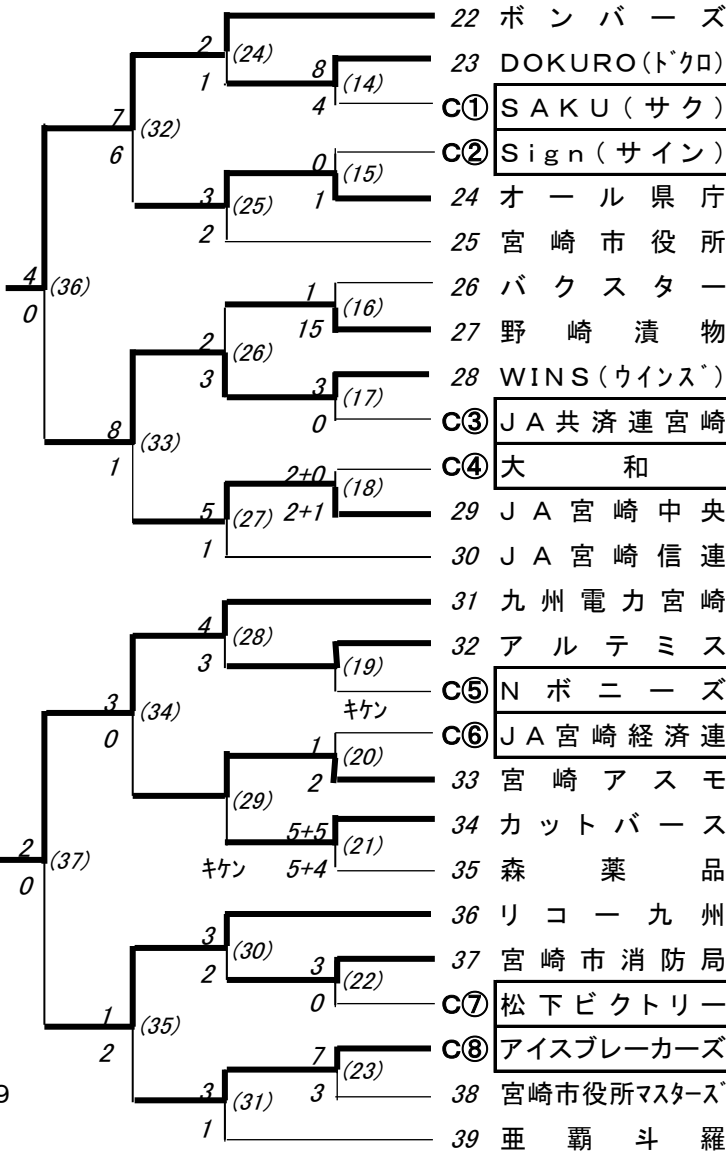 22 ボンバーズ
2 (24)
8 23 DOKURO(ドクロ)
1 (14)
4 C① SAKU(サク)
7 (32)
6 0 C② Sign(サイン)
(15)
3 (25) 1 24 オール県庁
2 25 宮崎市役所
4 (36)
0 1 26 バクスター
(16)
15 27 野崎漬物
2 (26)
3 3 28 WINS(ウインズ)
(17)
0 C③ JA共済連宮崎
8 (33)
1 2+0 C④ 大和
(18)
5 (27) 2+1 29 JA宮崎中央
1 30 JA宮崎信連
31 九州電力宮崎
4 (28)
3 32 アルテミス
(19)
C⑤ Nボニーズ
キケン
3 (34)
0 1 C⑥ JA宮崎経済連
(20)
2 33 宮崎アスモ
(29)
5+5 34 カットバース
(21)
キケン 5+4 35 森薬品
2 (37)
0 36 リコー九州
3 (30)
2 3 37 宮崎市消防局
(22)
0 C⑦ 松下ビクトリー
1 (35)
2 7 C⑧ アイスブレーカーズ
(23)
9 3 (31) 3 38 宮崎市役所マスターズ
1 39 亜覇斗羅